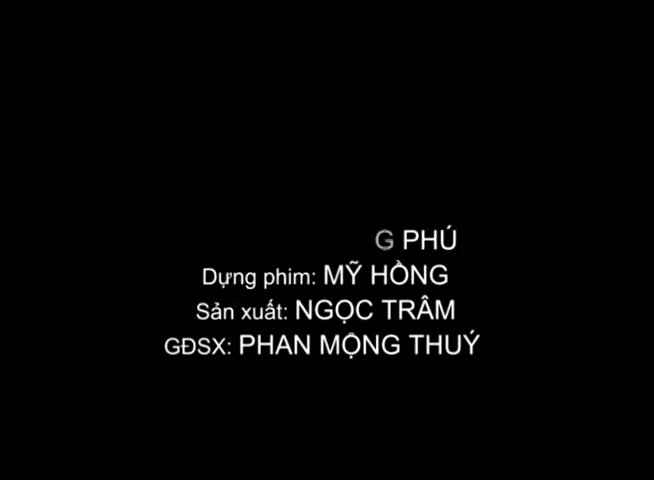 G PHÚ
Dựng phim: MỸ HỒNG
Sản xuất: NGỌC TRÂM
GĐSX: PHAN MỘNG THUÝ